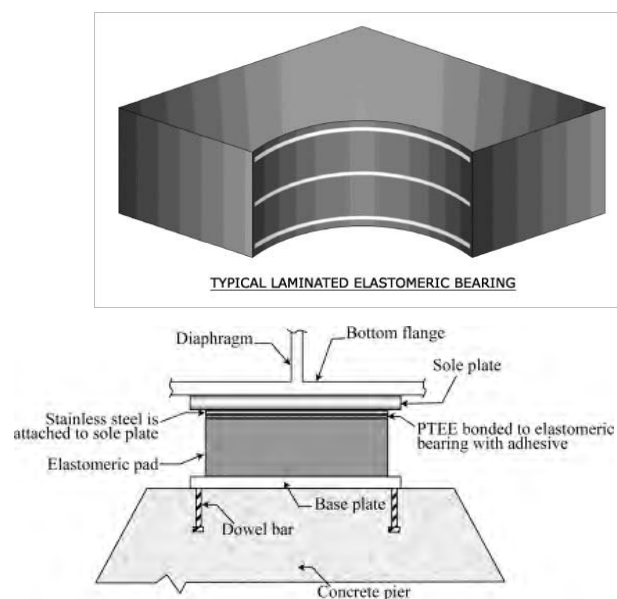 TYPICAL LAMINATED ELASTOMERIC BEARING
Diaphragm
Bottom flange
Sole plate
Stainless steel is
attached to sole plate
PTEE bonded to elastomeric
bearing with adhesive
Elastomeric pad
Base plate
Dowel bar
Concrete pier